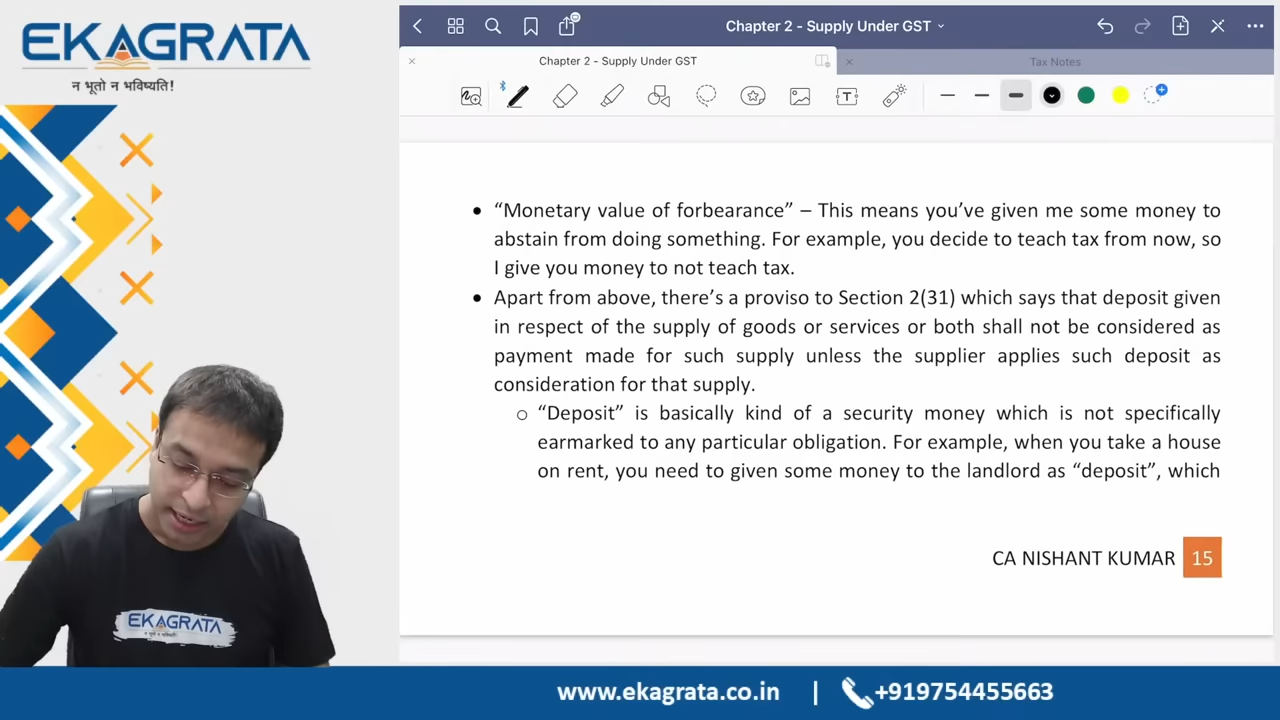 EKAGRATA
न भूतो न भविष्यति!
Chapter 2 - Supply Under GST
Chapter 2 - Supply Under GST
Tax Notes
• “Monetary value of forbearance” – This means you’ve given me some money to
abstain from doing something. For example, you decide to teach tax from now, so
I give you money to not teach tax.
• Apart from above, there’s a proviso to Section 2(31) which says that deposit given
in respect of the supply of goods or services or both shall not be considered as
payment made for such supply unless the supplier applies such deposit as
consideration for that supply.
o “Deposit” is basically kind of a security money which is not specifically
earmarked to any particular obligation. For example, when you take a house
on rent, you need to given some money to the landlord as “deposit”, which
CA NISHANT KUMAR 15
EKAGRATA
न भूतो न भविष्यति!
www.ekagrata.co.in | +919754455663